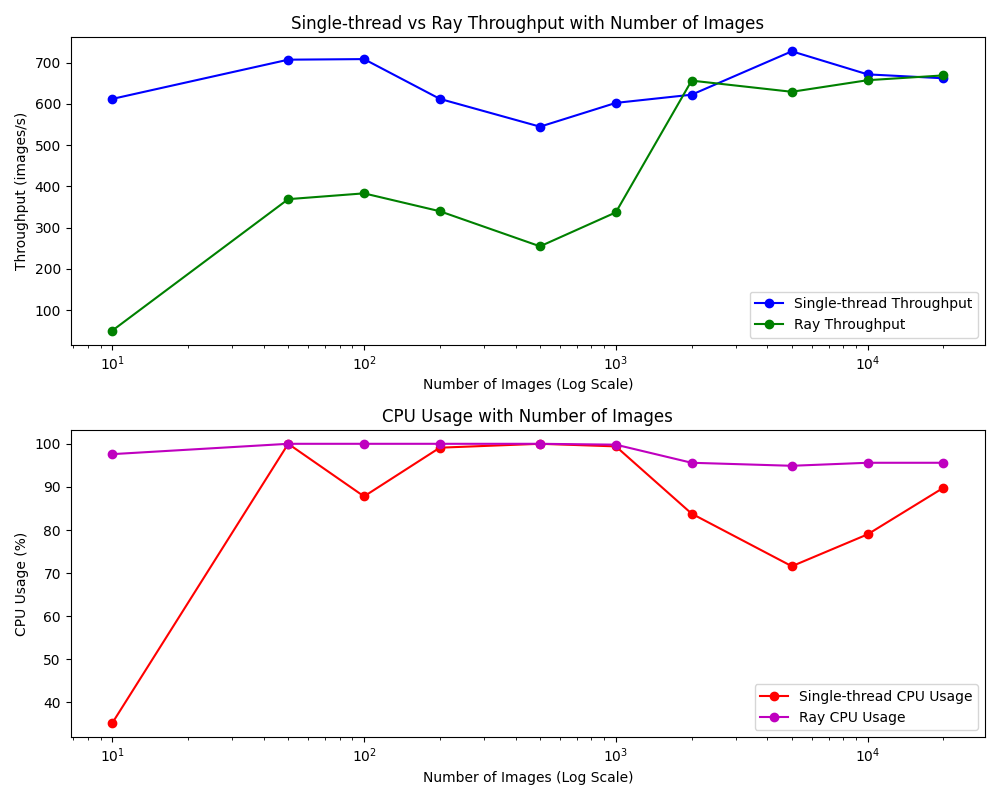 Single-thread vs Ray Throughput with Number of Images
Throughput (images/s)
700
600
500
400
300
200
100
Single-thread Throughput
Ray Throughput
10¹
10²
10³
10⁴
Number of Images (Log Scale)
CPU Usage with Number of Images
CPU Usage (%)
100
90
80
70
60
50
40
Single-thread CPU Usage
Ray CPU Usage
10¹
10²
10³
10⁴
Number of Images (Log Scale)